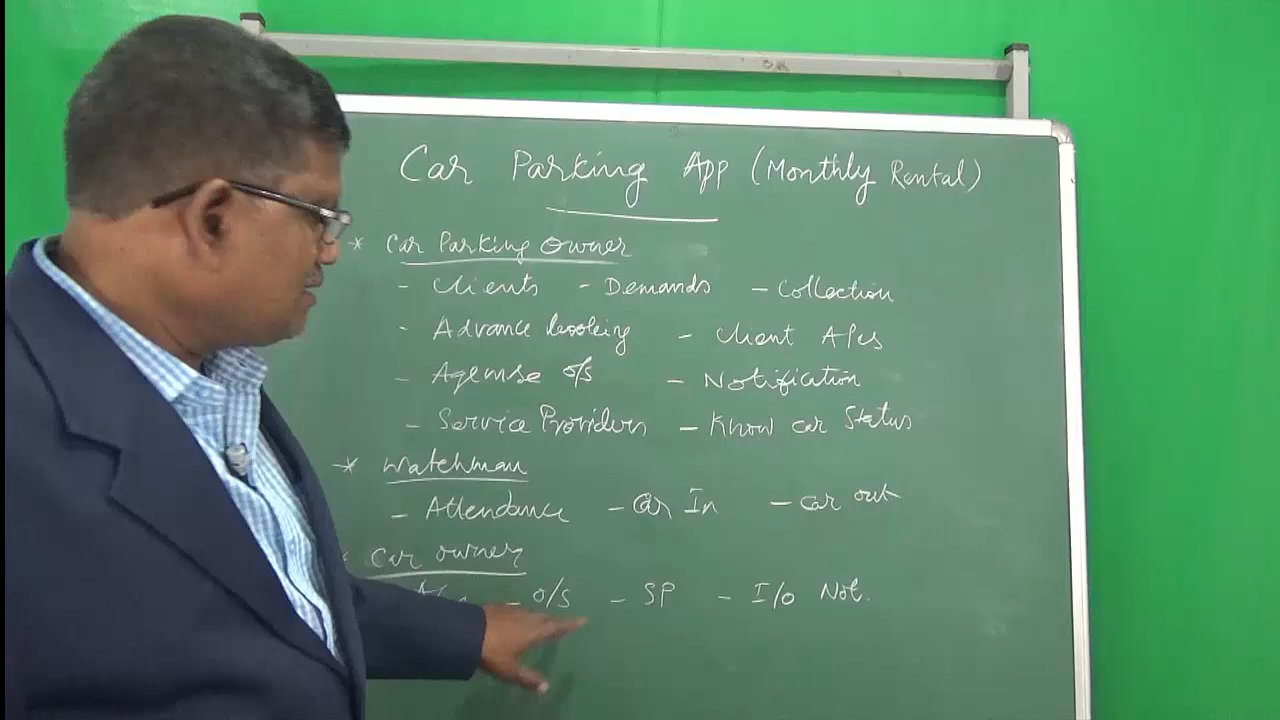 Car Parking App (Monthly Rental)
* Car Parking Owner
- Clients - Demands - Collection
- Advance booking - Client A/cs
- Agewise o/s - Notification
- Service Providers - Know car Status
* Watchman
- Attendance - Car In - Car out
* Car owner
A/cs - o/s - SP - I/o Not.